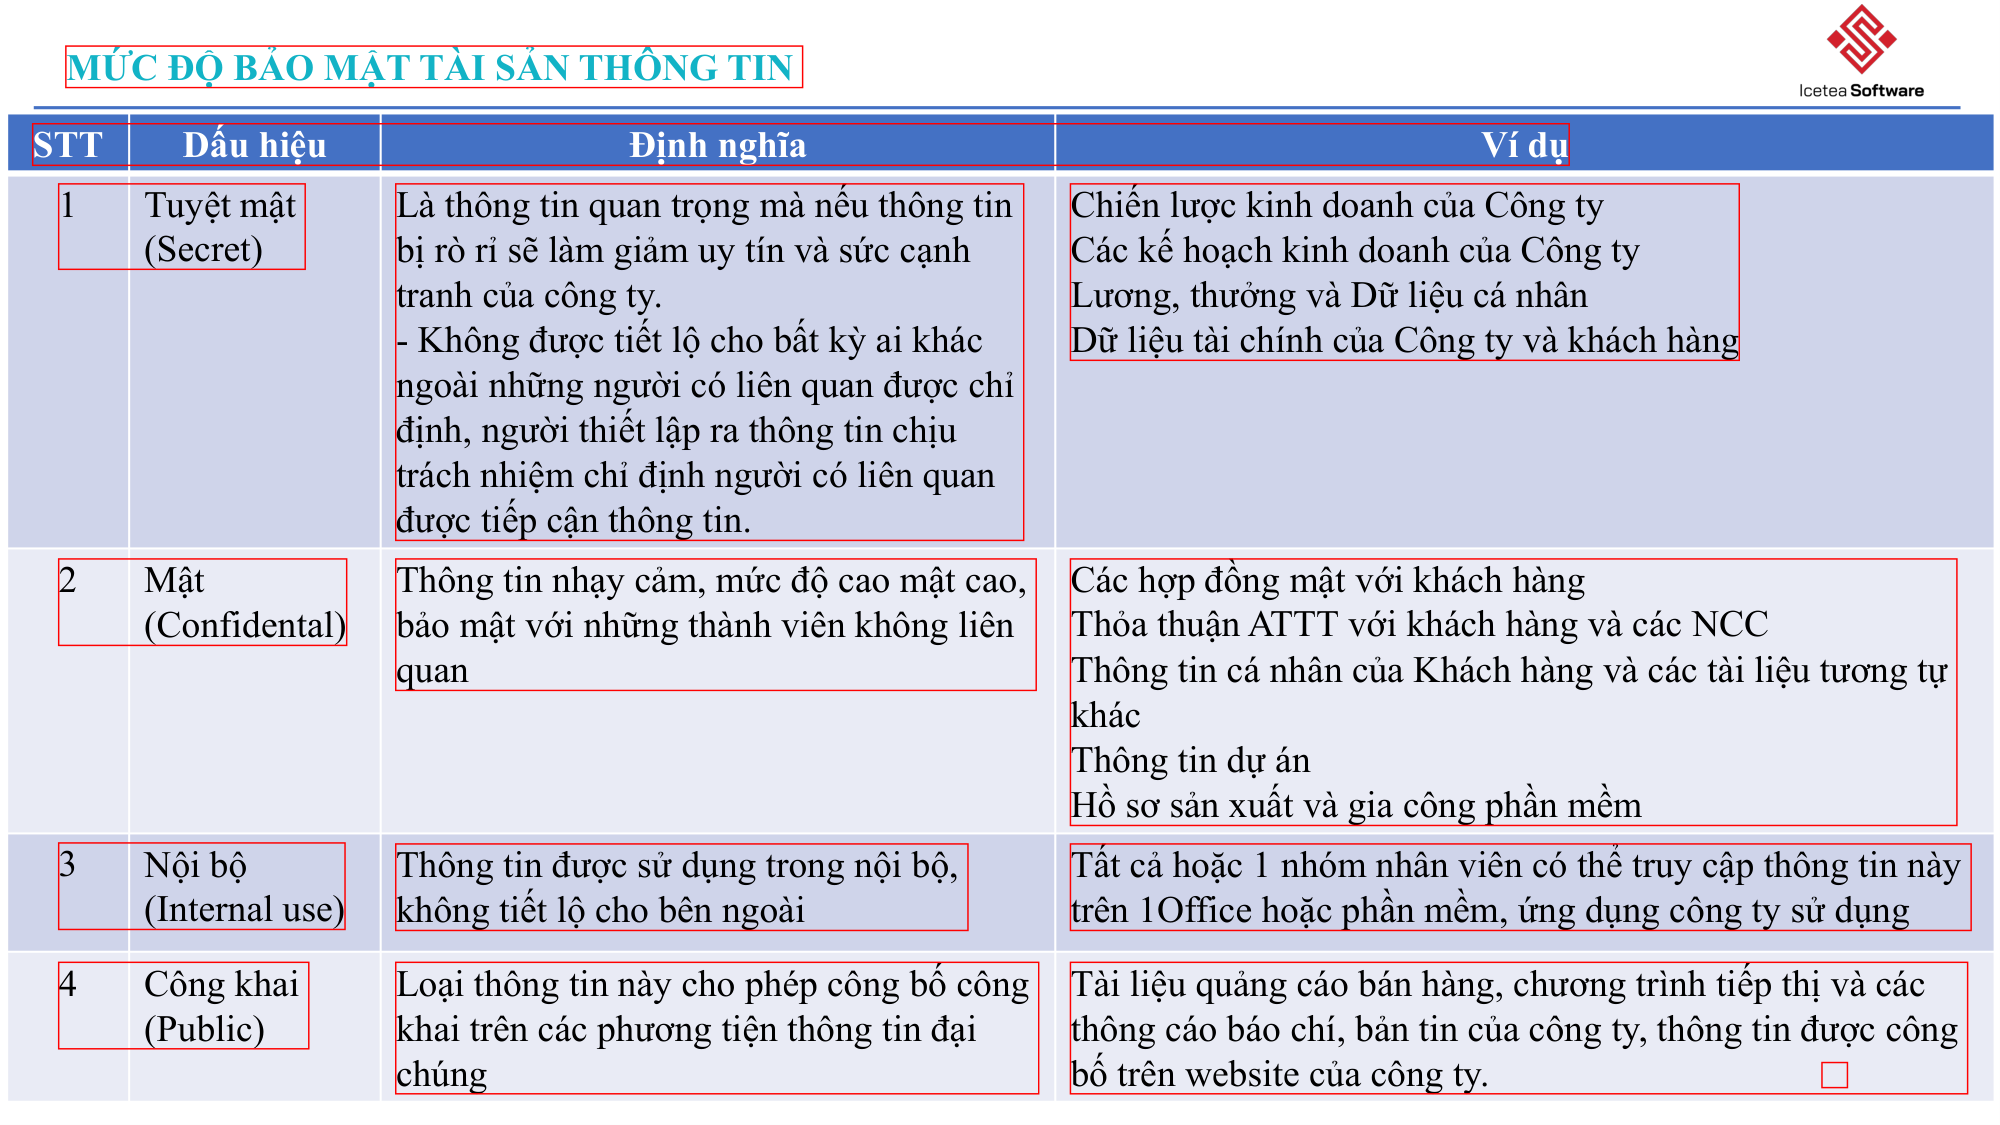 MỨC ĐỘ BẢO MẬT TÀI SẢN THÔNG TIN
Icetea Software
STT Dấu hiệu Định nghĩa Ví dụ
1
Tuyệt mật
(Secret)
Là thông tin quan trọng mà nếu thông tin
bị rò rỉ sẽ làm giảm uy tín và sức cạnh
tranh của công ty.
- Không được tiết lộ cho bất kỳ ai khác
ngoài những người có liên quan được chỉ
định, người thiết lập ra thông tin chịu
trách nhiệm chỉ định người có liên quan
được tiếp cận thông tin.
Chiến lược kinh doanh của Công ty
Các kế hoạch kinh doanh của Công ty
Lương, thưởng và Dữ liệu cá nhân
Dữ liệu tài chính của Công ty và khách hàng
2
Mật
(Confidental)
Thông tin nhạy cảm, mức độ cao mật cao,
bảo mật với những thành viên không liên
quan
Các hợp đồng mật với khách hàng
Thỏa thuận ATTT với khách hàng và các NCC
Thông tin cá nhân của Khách hàng và các tài liệu tương tự
khác
Thông tin dự án
Hồ sơ sản xuất và gia công phần mềm
3
Nội bộ
(Internal use)
Thông tin được sử dụng trong nội bộ,
không tiết lộ cho bên ngoài
Tất cả hoặc 1 nhóm nhân viên có thể truy cập thông tin này
trên 1Office hoặc phần mềm, ứng dụng công ty sử dụng
4
Công khai
(Public)
Loại thông tin này cho phép công bố công
khai trên các phương tiện thông tin đại
chúng
Tài liệu quảng cáo bán hàng, chương trình tiếp thị và các
thông cáo báo chí, bản tin của công ty, thông tin được công
bố trên website của công ty.